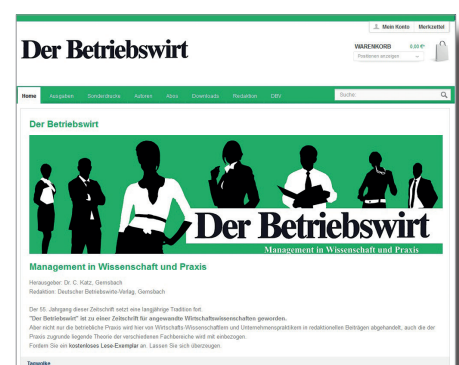 Mein Konto Merkzettel
Der Betriebswirt
WARENKORB 0,00 €*
Positionen anzeigen
Home Ausgaben Sonderdrucke Autoren Abos Downloads Redaktion CBV Suche:
Der Betriebswirt
Der Betriebswirt
Management in Wissenschaft und Praxis
Management in Wissenschaft und Praxis
Herausgeber: Dr. C. Katz, Gernsbach
Redaktion: Deutscher Betriebswirte-Verlag, Gernsbach
Der 55. Jahrgang dieser Zeitschrift setzt eine langjährige Tradition fort.
"Der Betriebswirt" ist zu einer Zeitschrift für angewandte Wirtschaftswissenschaften geworden.
Aber nicht nur die betriebliche Praxis wird hier von Wirtschafts-Wissenschaftlern und Unternehmenspraktikern in redaktionellen Beiträgen abgehandelt, auch die der
Praxis zugrunde liegende Theorie der verschiedenen Fachbereiche wird mit einbezogen.
Fordern Sie ein kostenloses Lese-Exemplar an. Lassen Sie sich überzeugen.